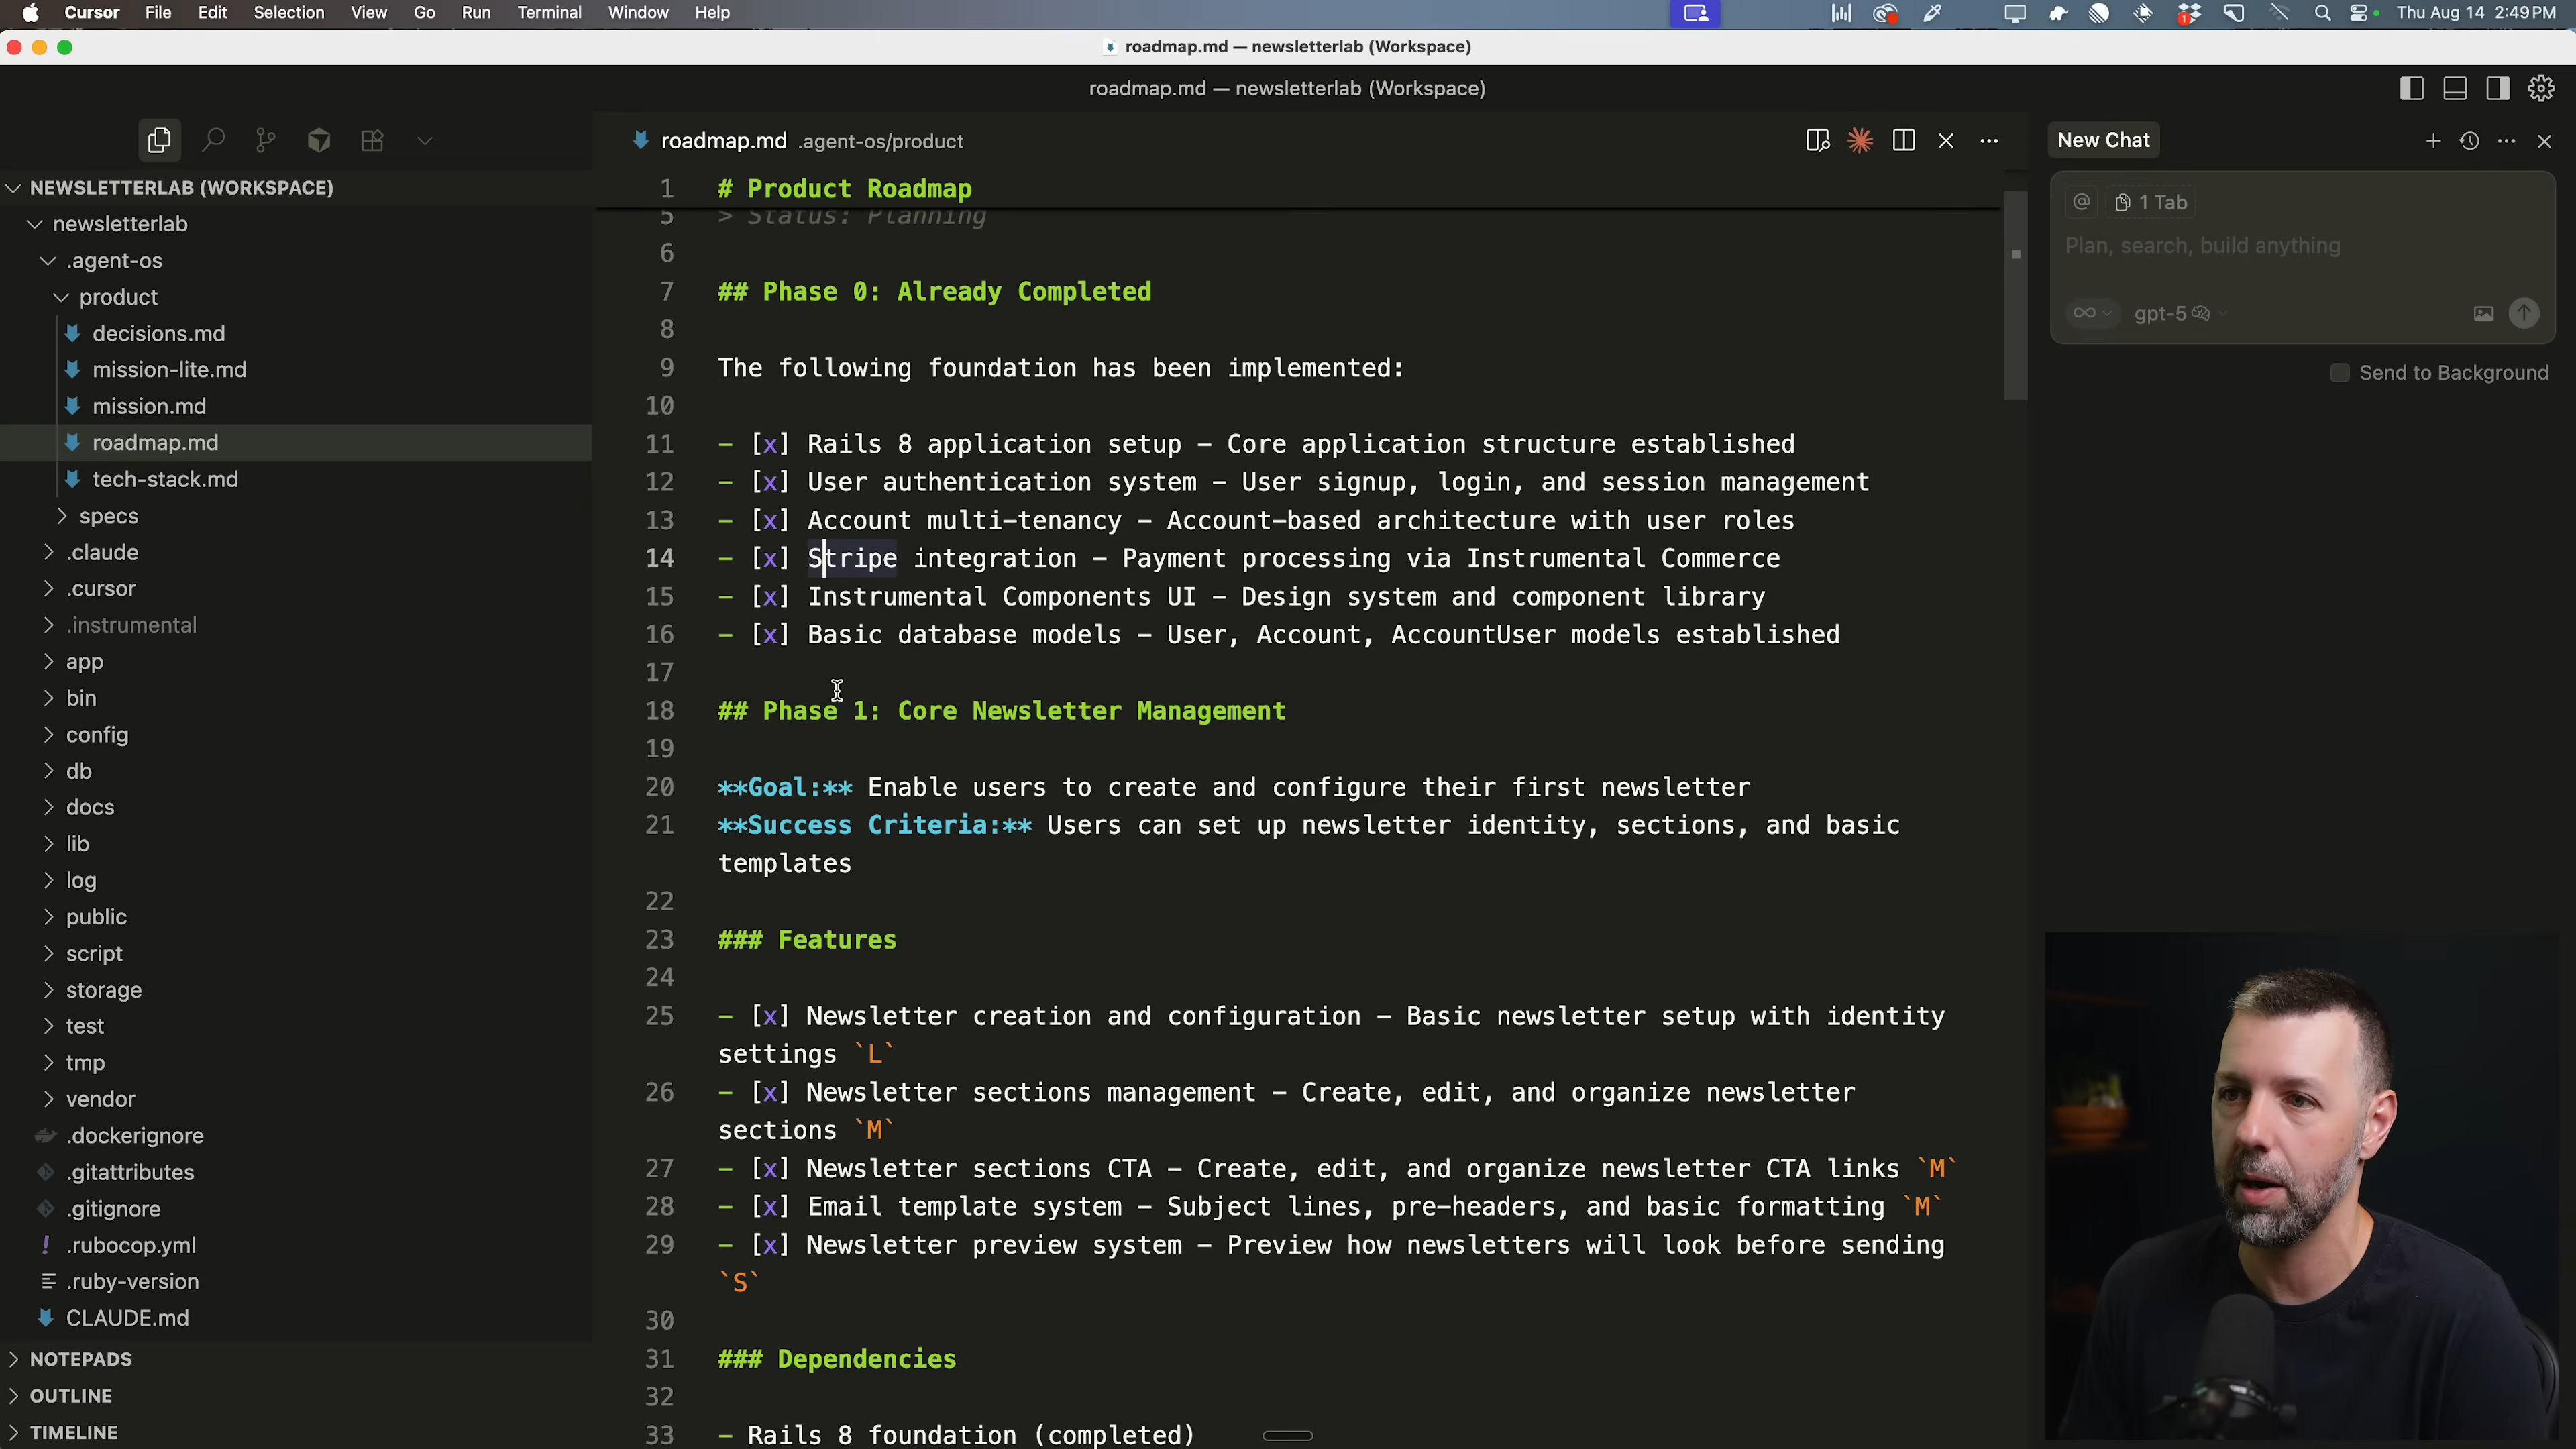 Cursor File Edit Selection View Go Run Terminal Window Help
1
Thu Aug 14 2:49 PM
roadmap.md — newsletterlab (Workspace)
roadmap.md — newsletterlab (Workspace)
NEWSLETTERLAB (WORKSPACE)
newsletterlab
.agent-os
product
decisions.md
mission-lite.md
mission.md
roadmap.md
tech-stack.md
specs
.claude
.cursor
.instrumental
app
bin
config
db
docs
lib
log
public
script
storage
test
tmp
vendor
.dockerignore
.gitattributes
.gitignore
! .rubocop.yml
.ruby-version
CLAUDE.md
NOTEPADS
OUTLINE
TIMELINE
roadmap.md .agent-os/product
1 # Product Roadmap
5 > Status: Planning
6
7 ## Phase 0: Already Completed
8
9 The following foundation has been implemented:
10
11 - [x] Rails 8 application setup - Core application structure established
12 - [x] User authentication system - User signup, login, and session management
13 - [x] Account multi-tenancy - Account-based architecture with user roles
14 - [x] Stripe integration - Payment processing via Instrumental Commerce
15 - [x] Instrumental Components UI - Design system and component library
16 - [x] Basic database models - User, Account, AccountUser models established
17
18 ## Phase 1: Core Newsletter Management
19
20 **Goal:** Enable users to create and configure their first newsletter
21 **Success Criteria:** Users can set up newsletter identity, sections, and basic
templates
22
23 ### Features
24
25 - [x] Newsletter creation and configuration - Basic newsletter setup with identity
settings `L`
26 - [x] Newsletter sections management - Create, edit, and organize newsletter
sections `M`
27 - [x] Newsletter sections CTA - Create, edit, and organize newsletter CTA links `M`
28 - [x] Email template system - Subject lines, pre-headers, and basic formatting `M`
29 - [x] Newsletter preview system - Preview how newsletters will look before sending
`S`
30
31 ### Dependencies
32
33 - Rails 8 foundation (completed)
New Chat
@ 1 Tab
Plan, search, build anything
∞ gpt-5
Send to Background